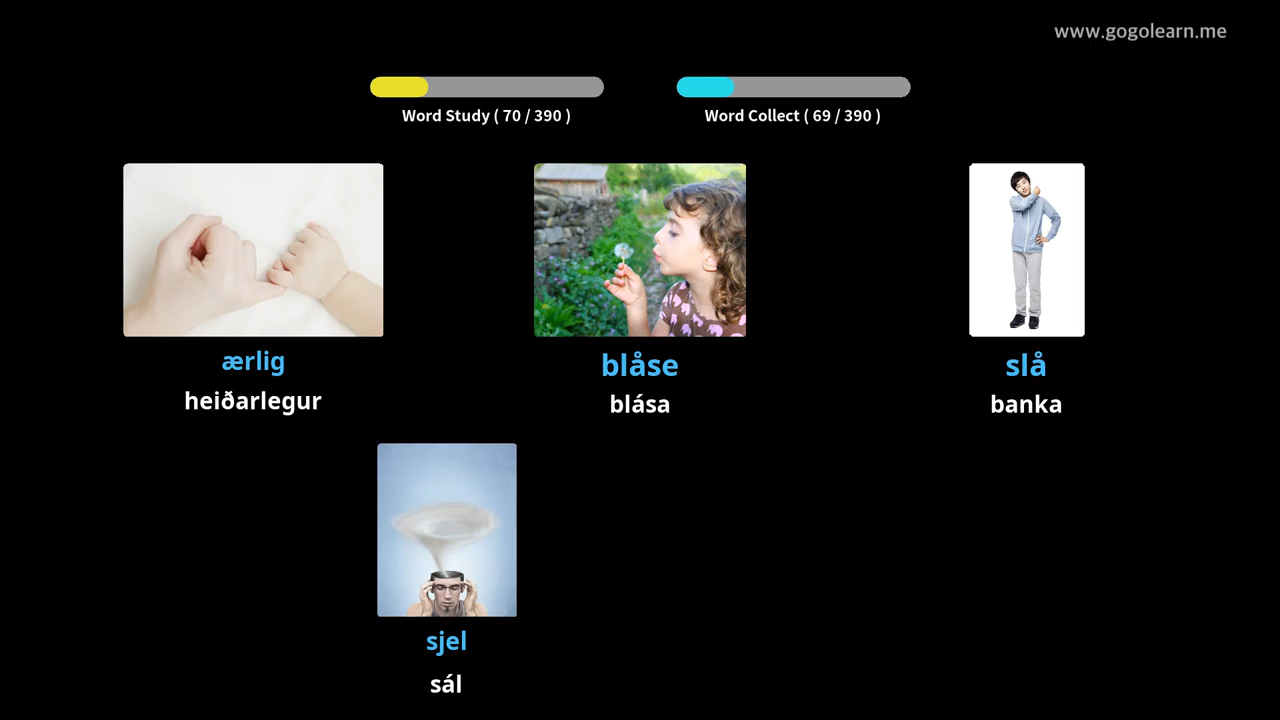 www.gogolearn.me
Word Study ( 70 / 390 )
Word Collect ( 69 / 390 )
ærlig
heiðarlegur
blåse
blása
slå
banka
sjel
sál